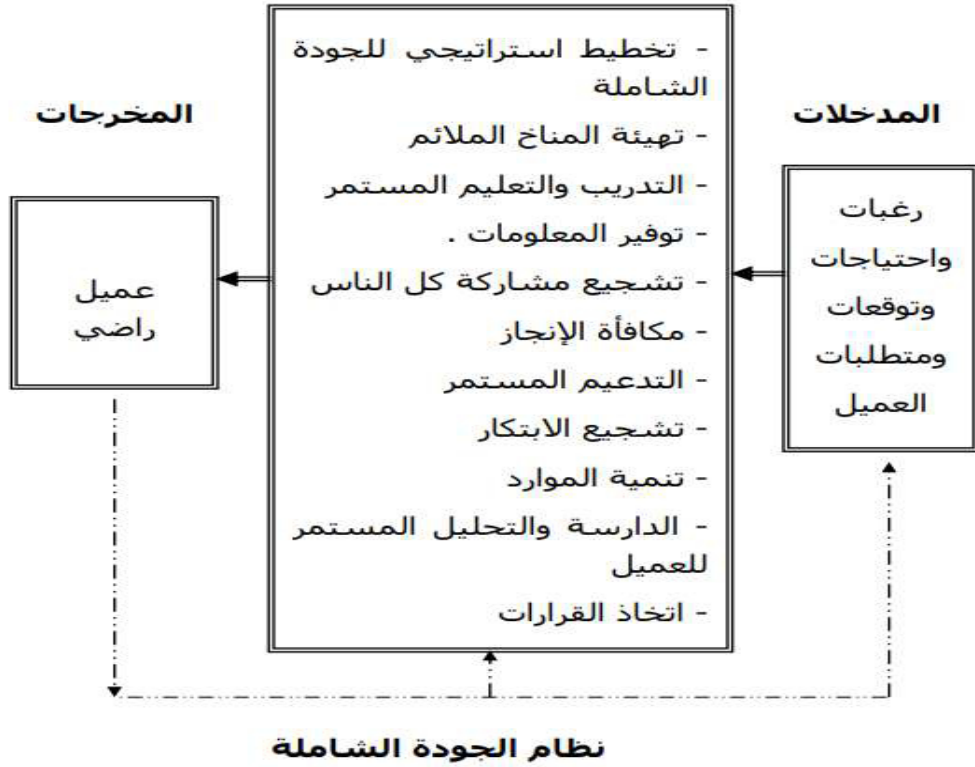 المدخلات
رغبات
واحتياجات
وتوقعات
ومتطلبات
العميل
- تخطيط استراتيجي للجودة
الشاملة
- تهيئة المناخ الملائم
- التدريب والتعليم المستمر
- توفير المعلومات .
- تشجيع مشاركة كل الناس
- مكافأة الإنجاز
- التدعيم المستمر
- تشجيع الابتكار
- تنمية الموارد
- الدارسة والتحليل المستمر
للعميل
- اتخاذ القرارات
المخرجات
عميل
راضي
نظام الجودة الشاملة